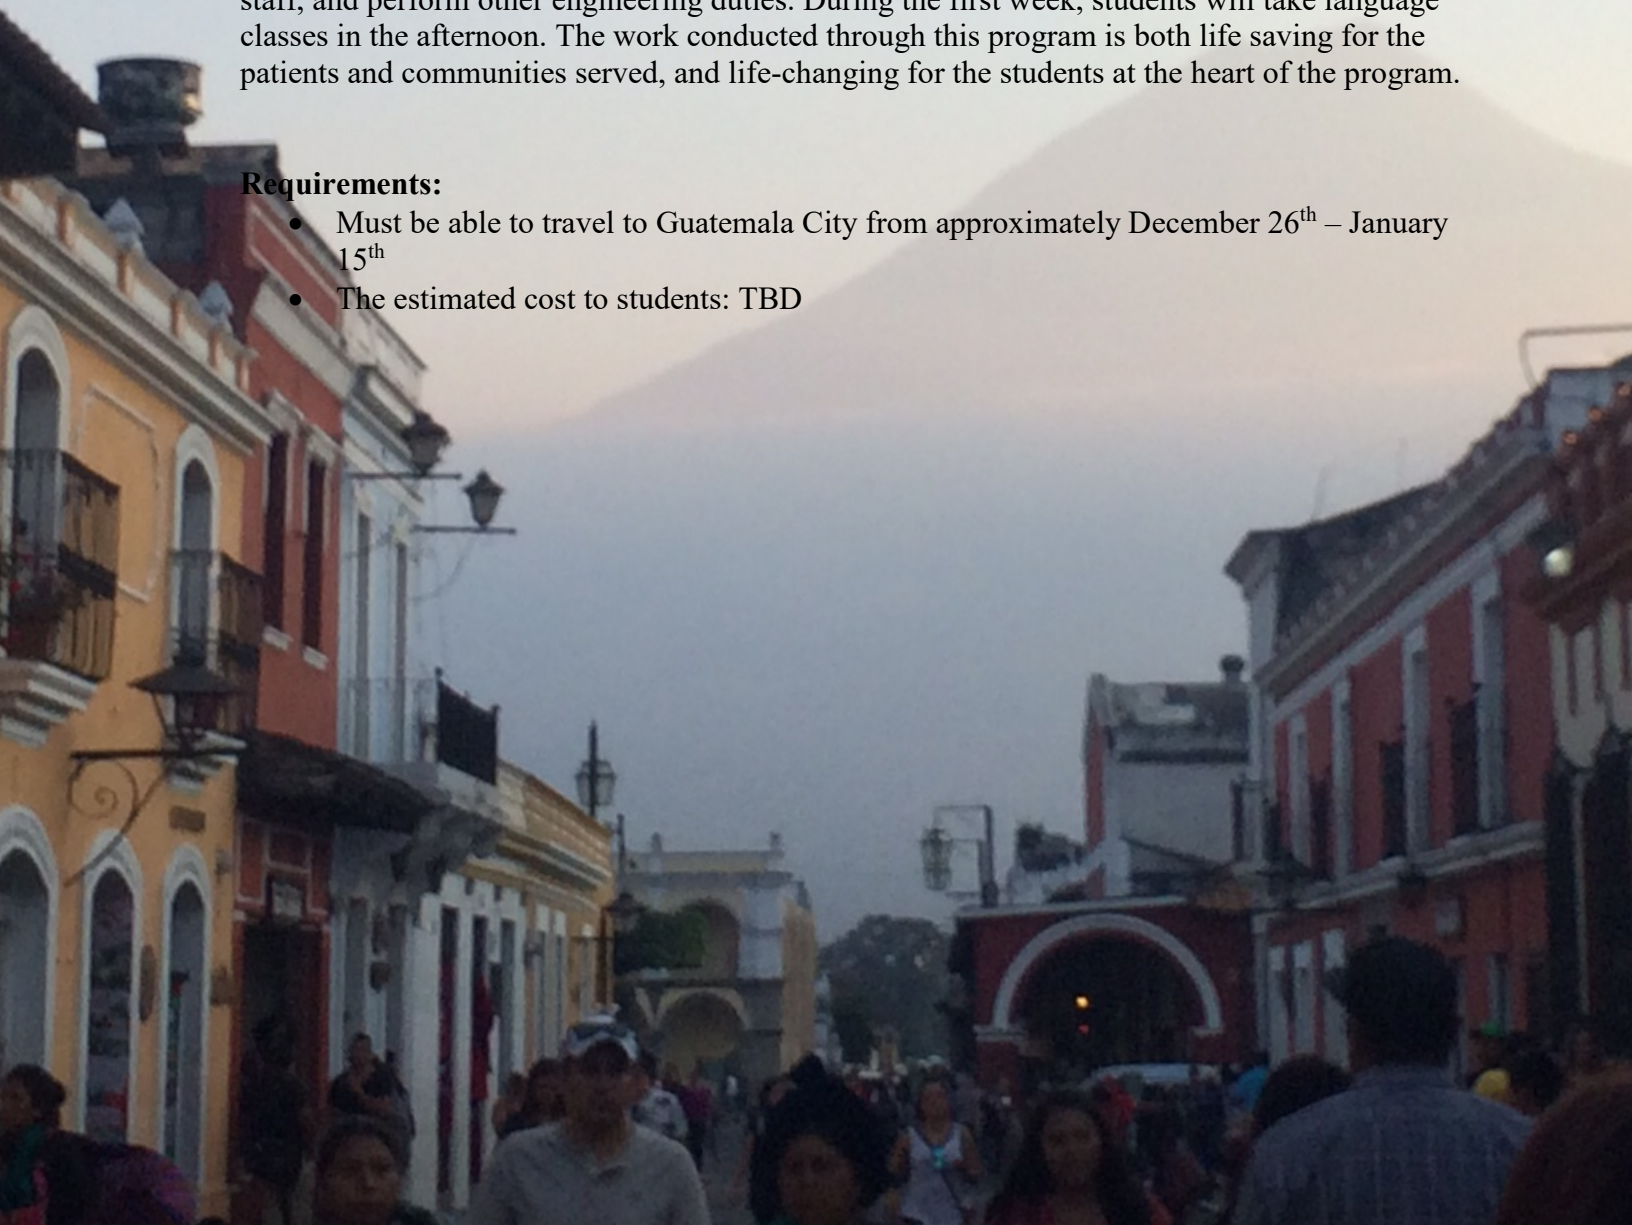 staff, and perform other engineering duties. During the first week, students will take language
classes in the afternoon. The work conducted through this program is both life saving for the
patients and communities served, and life-changing for the students at the heart of the program.
Requirements:
• Must be able to travel to Guatemala City from approximately December 26th – January
15th
• The estimated cost to students: TBD